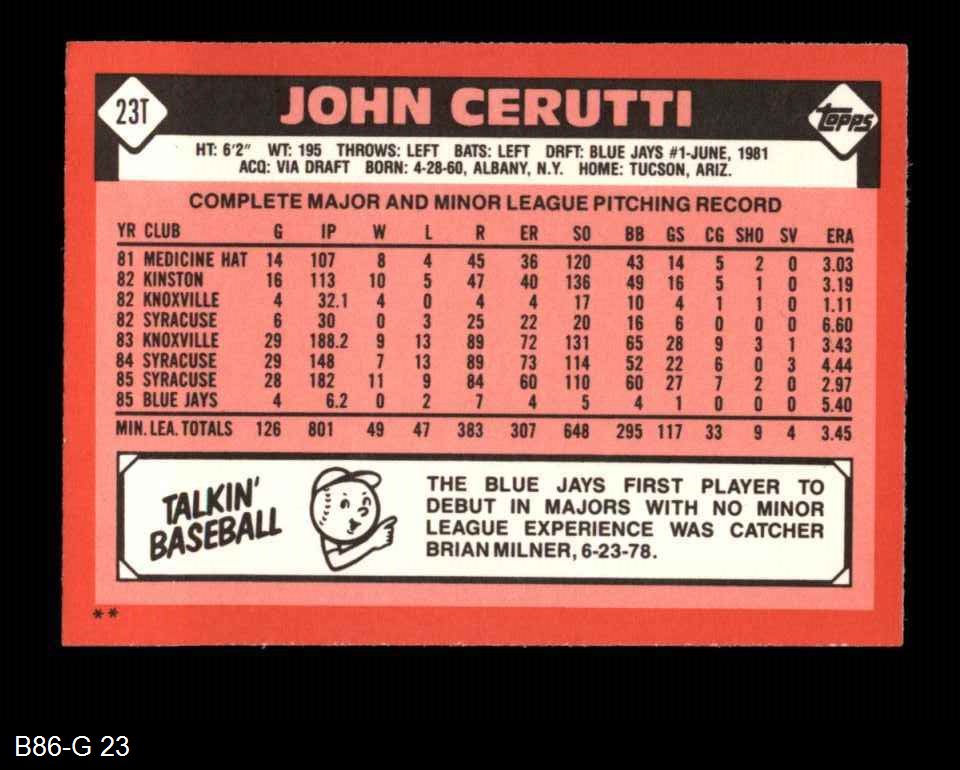 23T
JOHN CERUTTI
TOPPS
HT: 6'2" WT: 195 THROWS: LEFT BATS: LEFT DRFT: BLUE JAYS #1-JUNE, 1981
ACQ: VIA DRAFT BORN: 4-28-60, ALBANY, N.Y. HOME: TUCSON, ARIZ.
COMPLETE MAJOR AND MINOR LEAGUE PITCHING RECORD
YR CLUB G IP W L R ER SO BB GS CG SHO SV ERA
81 MEDICINE HAT 14 107 8 4 45 36 120 43 14 5 2 0 3.03
82 KINSTON 16 113 10 5 47 40 136 49 16 5 1 0 3.19
82 KNOXVILLE 4 32.1 4 0 4 4 17 10 4 1 1 0 1.11
82 SYRACUSE 6 30 0 3 25 22 20 16 6 0 0 0 6.60
83 KNOXVILLE 29 188.2 9 13 89 72 131 65 28 9 3 1 3.43
84 SYRACUSE 29 148 7 13 89 73 114 52 22 6 0 3 4.44
85 SYRACUSE 28 182 11 9 84 60 110 60 27 7 2 0 2.97
85 BLUE JAYS 4 6.2 0 2 7 4 5 4 1 0 0 0 5.40
MIN. LEA. TOTALS 126 801 49 47 383 307 648 295 117 33 9 4 3.45
TALKIN'
BASEBALL
THE BLUE JAYS FIRST PLAYER TO
DEBUT IN MAJORS WITH NO MINOR
LEAGUE EXPERIENCE WAS CATCHER
BRIAN MILNER, 6-23-78.
**
B86-G 23